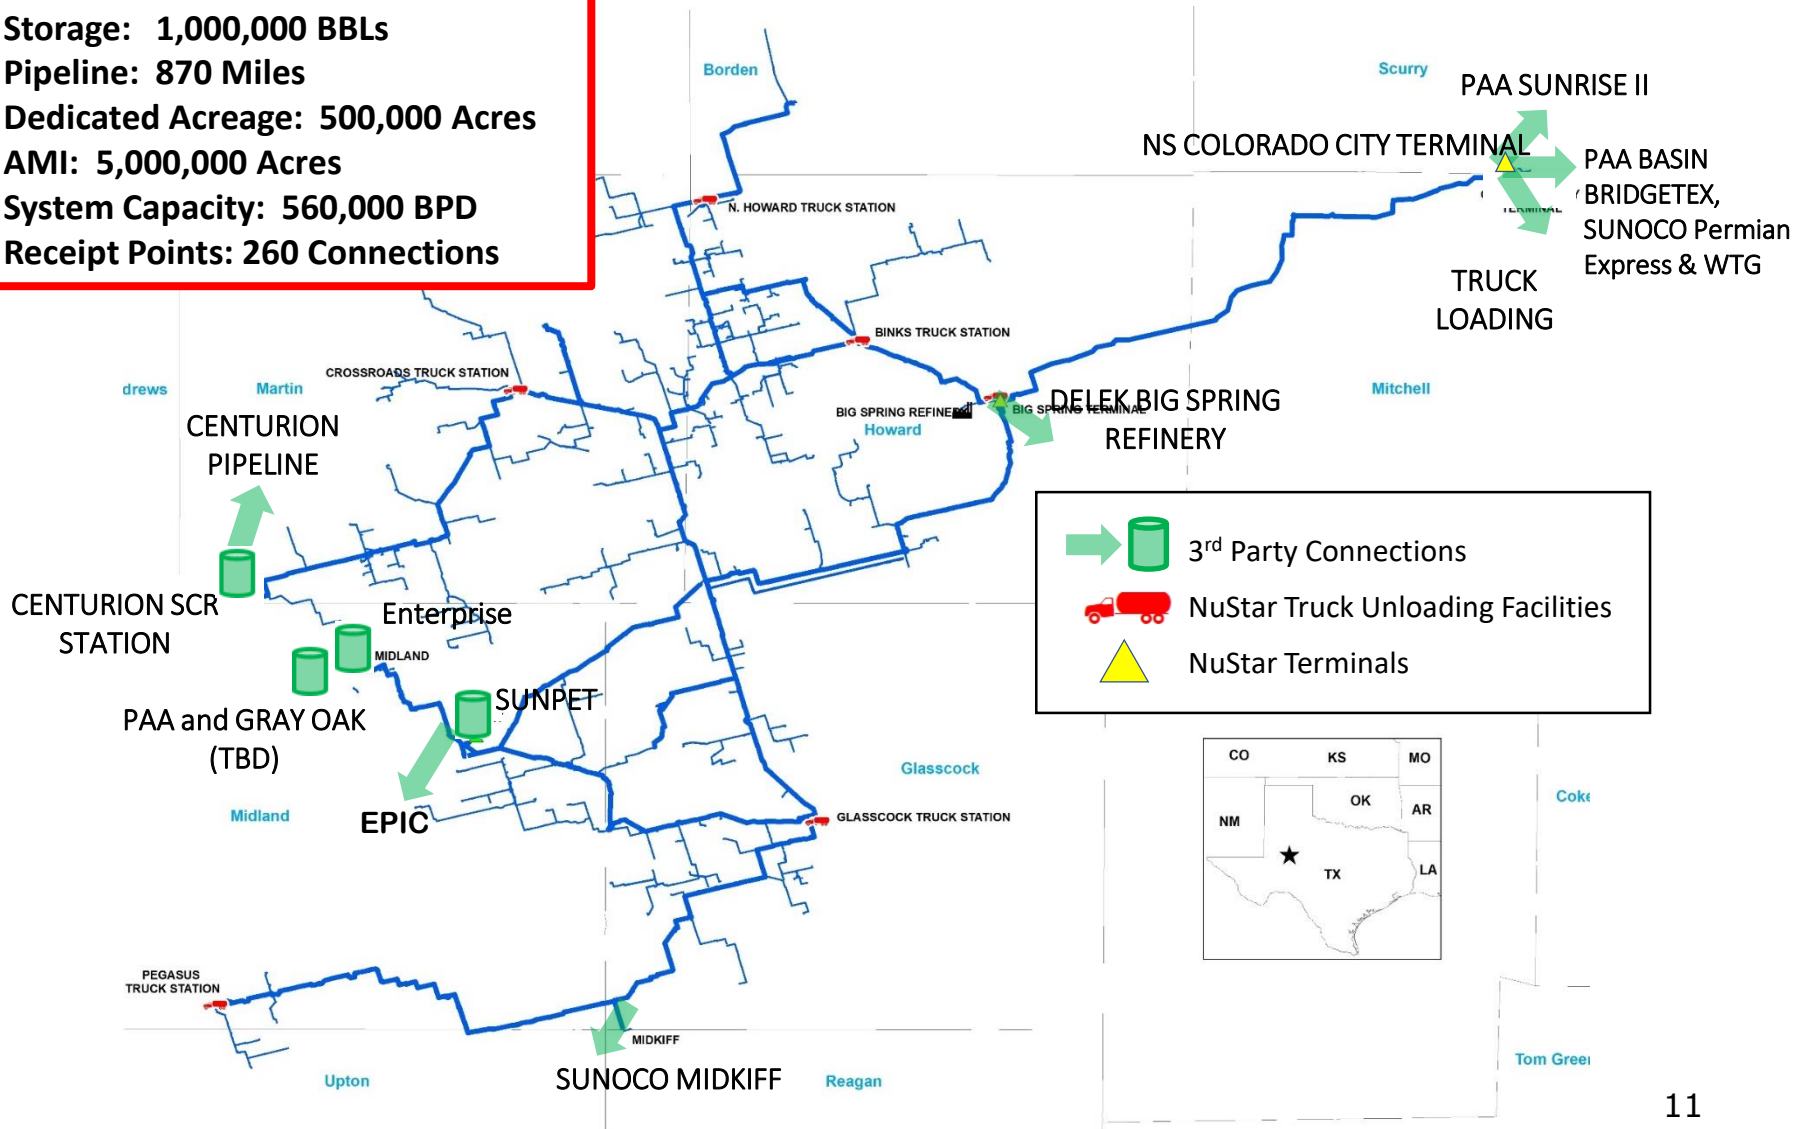 Storage: 1,000,000 BBLs
Pipeline: 870 Miles
Dedicated Acreage: 500,000 Acres
AMI: 5,000,000 Acres
System Capacity: 560,000 BPD
Receipt Points: 260 Connections
Borden
Scurry
PAA SUNRISE II
NS COLORADO CITY TERMINAL
PAA BASIN
BRIDGETEX,
SUNOCO Permian
Express & WTG
TERMINAL
TRUCK
LOADING
N. HOWARD TRUCK STATION
BINKS TRUCK STATION
CROSSROADS TRUCK STATION
drews
Martin
Mitchell
CENTURION
PIPELINE
BIG SPRING REFINERY
BIG SPRING TERMINAL
Howard
DELEK BIG SPRING
REFINERY
3rd Party Connections
NuStar Truck Unloading Facilities
NuStar Terminals
CENTURION SCR
STATION
Enterprise
MIDLAND
SUNPET
PAA and GRAY OAK
(TBD)
EPIC
Midland
Glasscock
GLASSCOCK TRUCK STATION
CO
KS
MO
OK
AR
NM
TX
LA
Coke
PEGASUS
TRUCK STATION
MIDKIFF
SUNOCO MIDKIFF
Upton
Reagan
Tom Green
11